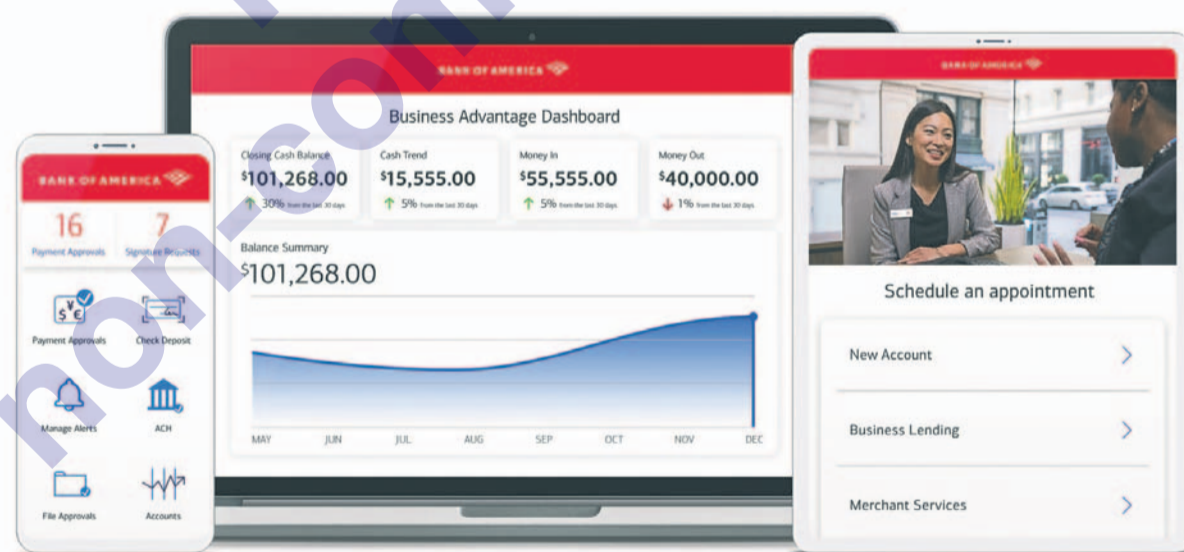 BANK OF AMERICA
16
Payment Approvals
7
Signature Requests
Payment Approvals
Check Deposit
Manage Alerts
ACH
File Approvals
Accounts
BANK OF AMERICA
Business Advantage Dashboard
Closing Cash Balance
$101,268.00
30% from the last 30 days
Cash Trend
$15,555.00
5% from the last 30 days
Money In
$55,555.00
5% from the last 30 days
Money Out
$40,000.00
1% from the last 30 days
Balance Summary
$101,268.00
MAY JUN JUL AUG SEP OCT NOV DEC
BANK OF AMERICA
Schedule an appointment
New Account
Business Lending
Merchant Services
non-com